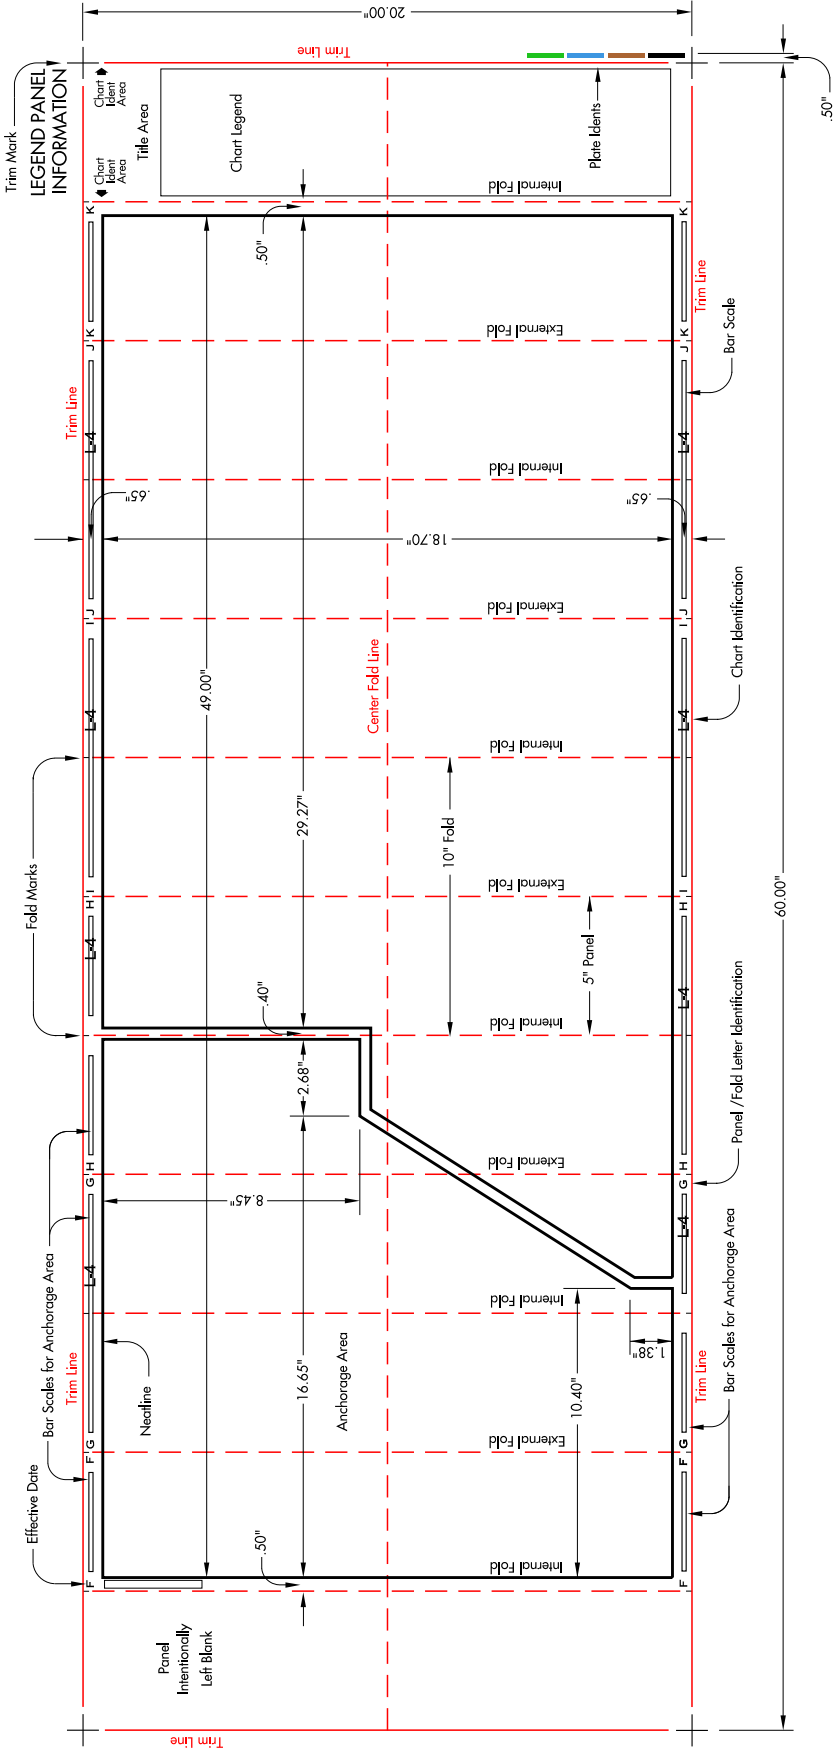 20.00"
Trim Line
Trim Mark
LEGEND PANEL
INFORMATION
Chart
Ident
Area
Chart
Ident
Area
Title Area
Chart Legend
Plate Idents
.50"
Internal Fold
K
K
.50"
Trim Line
External Fold
K
J
K
J
Bar Scale
Trim Line
L-4
L-4
Internal Fold
.65"
.65"
18.70"
Chart Identification
External Fold
J
I
J
I
Center Fold Line
49.00"
L-4
L-4
Internal Fold
Fold Marks
29.27"
10" Fold
External Fold
I
H
I
H
60.00"
L-4
5" Panel
L-4
.40"
Internal Fold
Panel /Fold Letter Identification
2.68"
External Fold
H
G
H
G
8.45"
L-4
L-4
Bar Scales for Anchorage Area
Bar Scales for Anchorage Area
Internal Fold
1.38"
Trim Line
Trim Line
Neatline
16.65"
Anchorage Area
10.40"
External Fold
G
F
G
F
Effective Date
.50"
Internal Fold
F
F
Panel
Intentionally
Left Blank
Trim Line